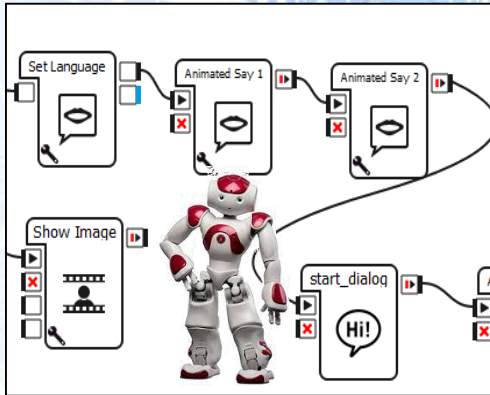 Set Language
Animated Say 1
Animated Say 2
Show Image
start_dialog
Hi!